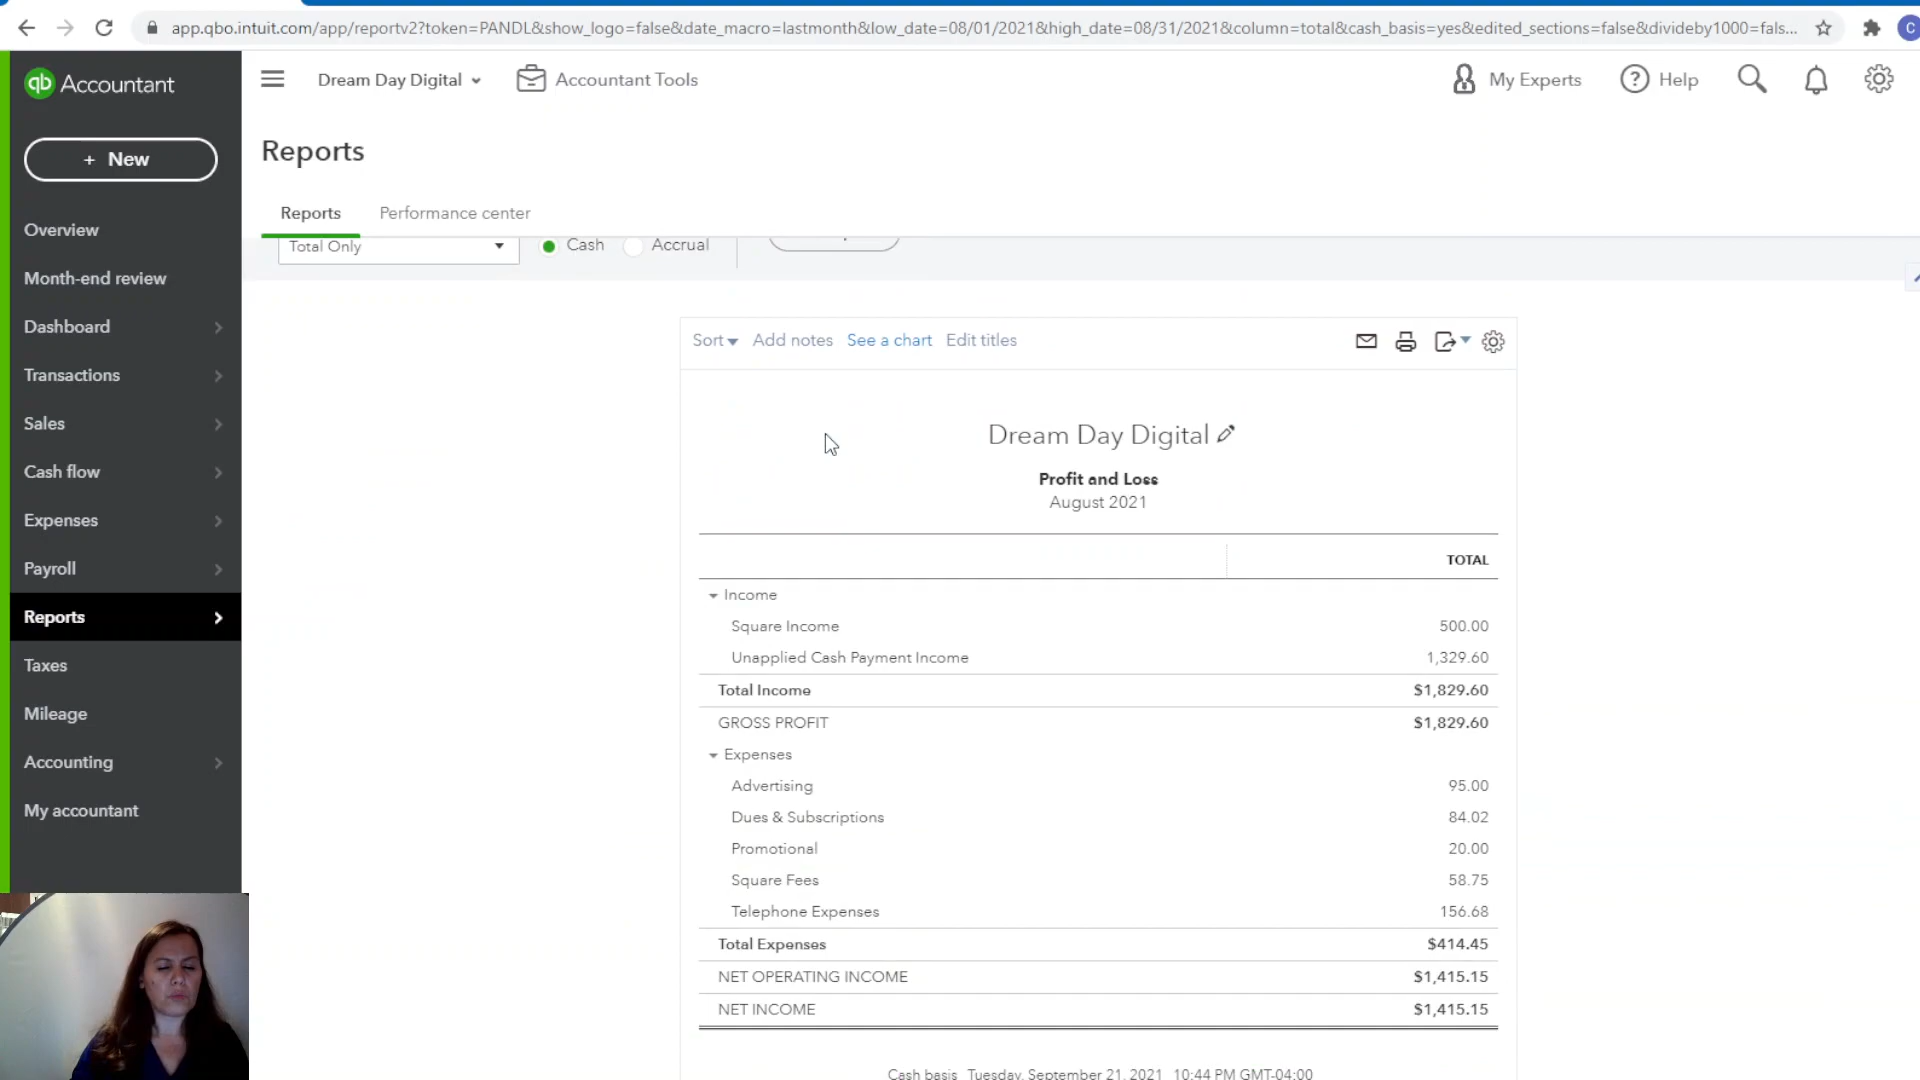 app.qbo.intuit.com/app/reportv2?token=PANDL&show_logo=false&date_macro=lastmonth&low_date=08/01/2021&high_date=08/31/2021&column=total&cash_basis=yes&edited_sections=false&divideby1000=fals...
C
qb Accountant
Dream Day Digital
Accountant Tools
My Experts
? Help
+ New
Reports
Reports
Performance center
Total Only
Cash
Accrual
Overview
Month-end review
Dashboard
Transactions
Sales
Cash flow
Expenses
Payroll
Reports
Taxes
Mileage
Accounting
My accountant
Sort Add notes See a chart Edit titles
Dream Day Digital
Profit and Loss
August 2021
TOTAL
Income
Square Income 500.00
Unapplied Cash Payment Income 1,329.60
Total Income $1,829.60
GROSS PROFIT $1,829.60
Expenses
Advertising 95.00
Dues & Subscriptions 84.02
Promotional 20.00
Square Fees 58.75
Telephone Expenses 156.68
Total Expenses $414.45
NET OPERATING INCOME $1,415.15
NET INCOME $1,415.15
Cash basis Tuesday, September 21, 2021 10:44 PM GMT-04:00